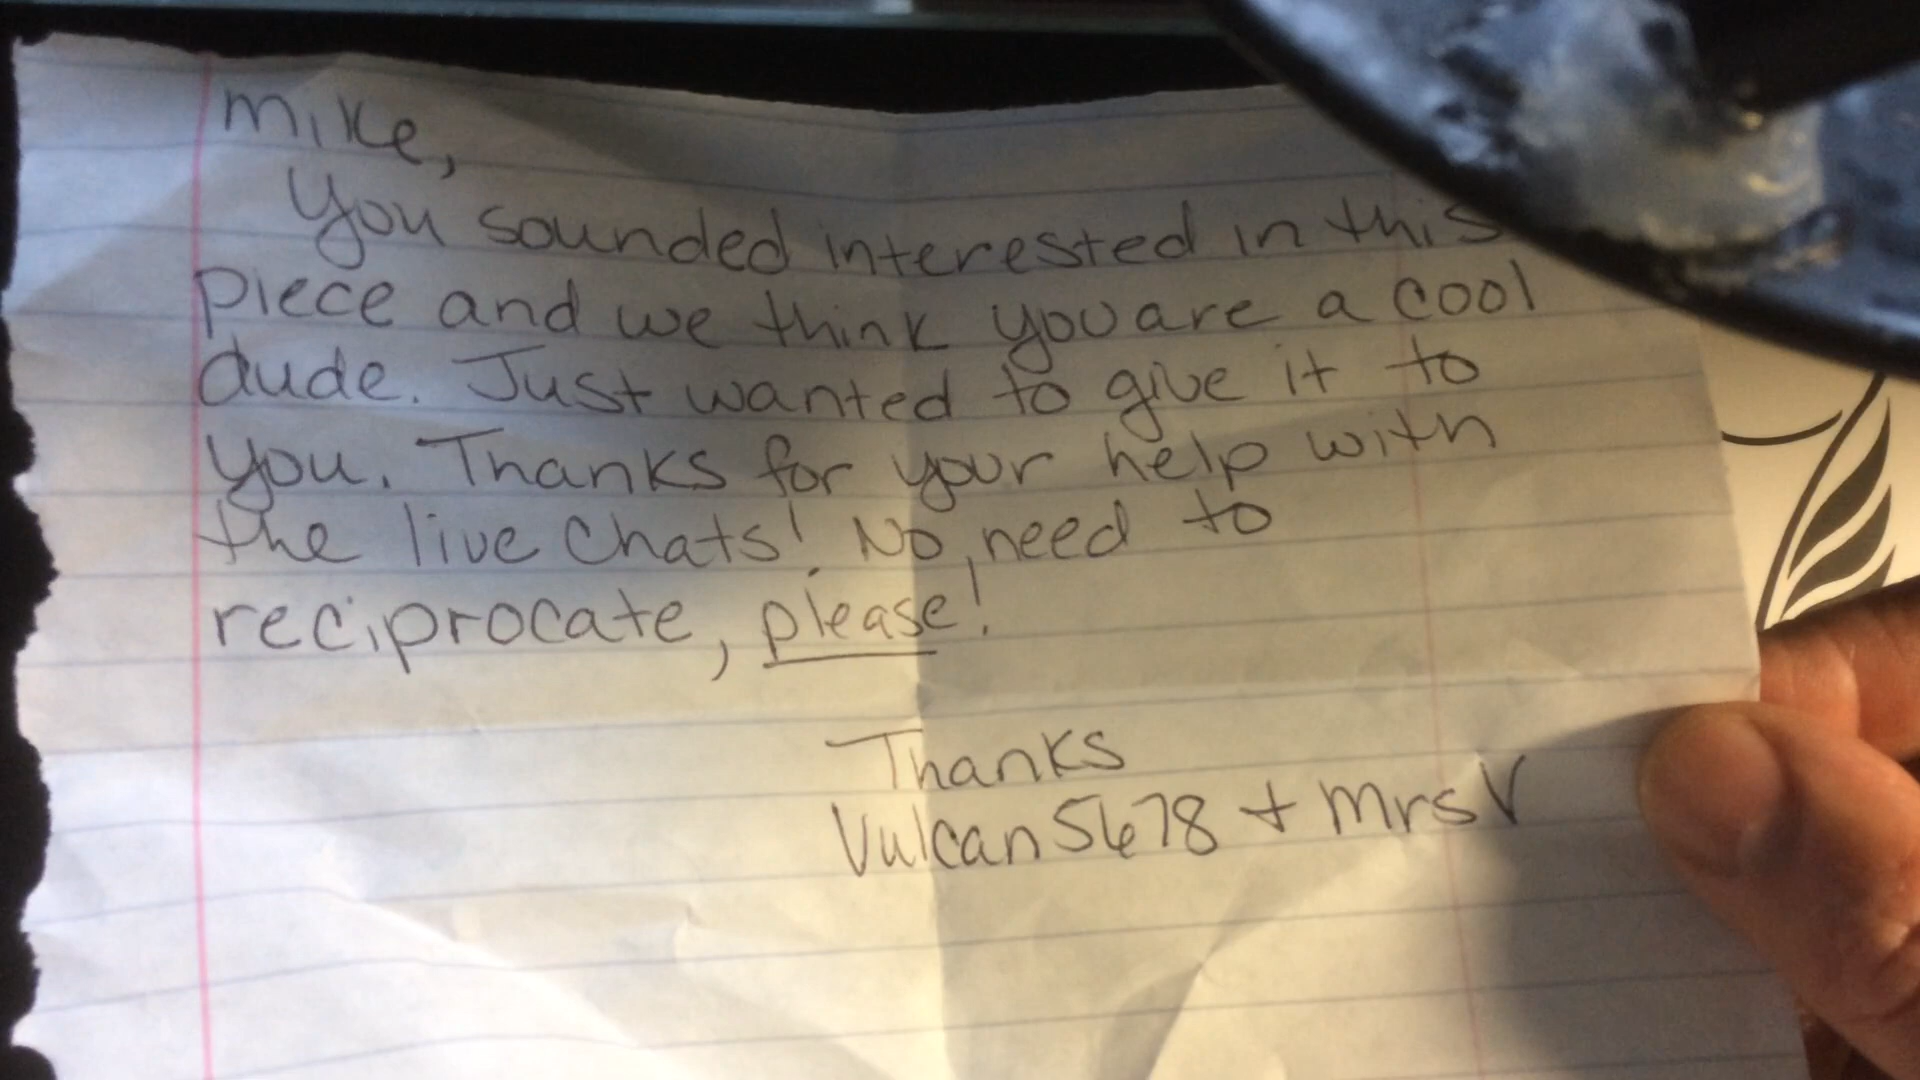 Mike,
You sounded interested in this
piece and we think you are a cool
dude. Just wanted to give it to
you. Thanks for your help with
the live chats! No need to
reciprocate, please!
Thanks
Vulcan5678 + Mrs V